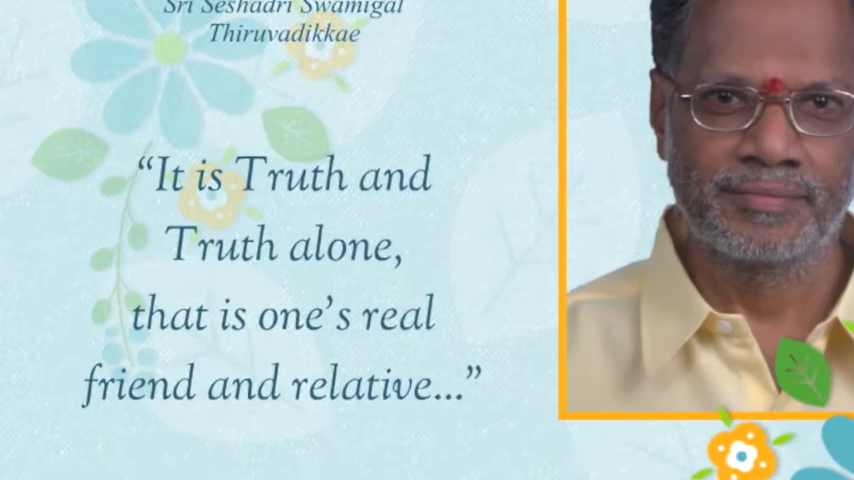 Sri Seshadri Swamigal
Thiruvadikkae
“It is Truth and
Truth alone,
that is one’s real
friend and relative...”